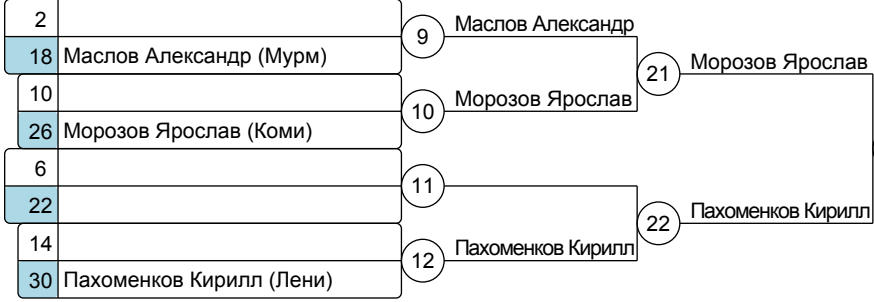 2
9
Маслов Александр
18 Маслов Александр (Мурм)
21
Морозов Ярослав
10
10
Морозов Ярослав
26 Морозов Ярослав (Коми)
6
11
22
22
Пахоменков Кирилл
14
12
Пахоменков Кирилл
30 Пахоменков Кирилл (Лени)